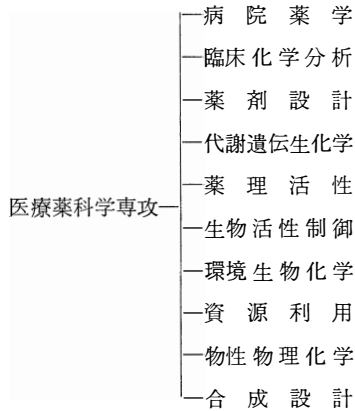 病院薬学
臨床化学分析
薬剤設計
代謝遺伝生化学
薬理活性
医療薬科学専攻
生物活性制御
環境生物化学
資源利用
物性物理化学
合成設計